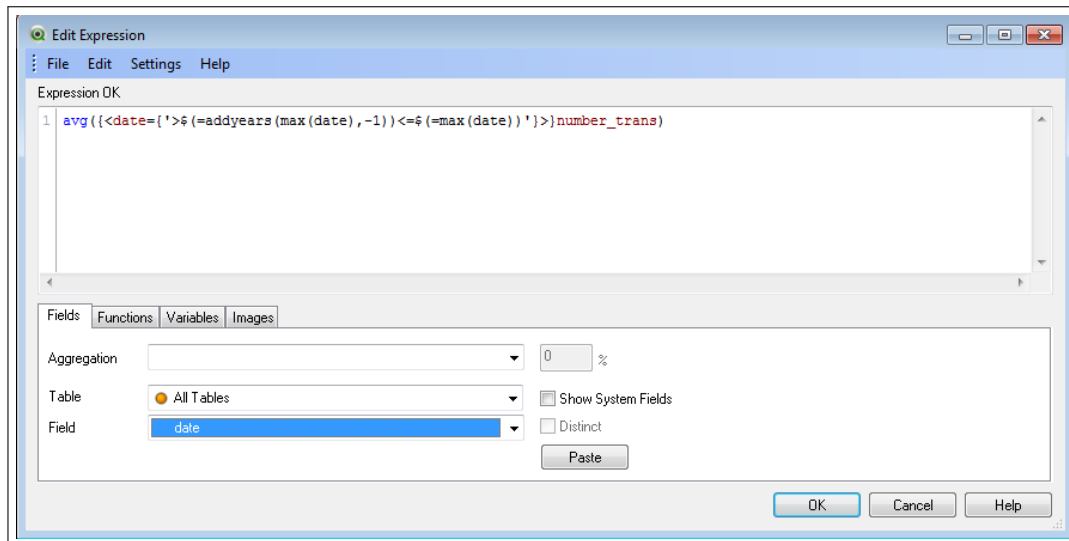 Edit Expression
File Edit Settings Help
Expression OK
1 avg({<date={'>$(=addyears(max(date),-1))<=$(=max(date))'}>}number_trans)
Fields Functions Variables Images
Aggregation 0 %
Table All Tables Show System Fields
Field date Distinct
Paste
OK Cancel Help